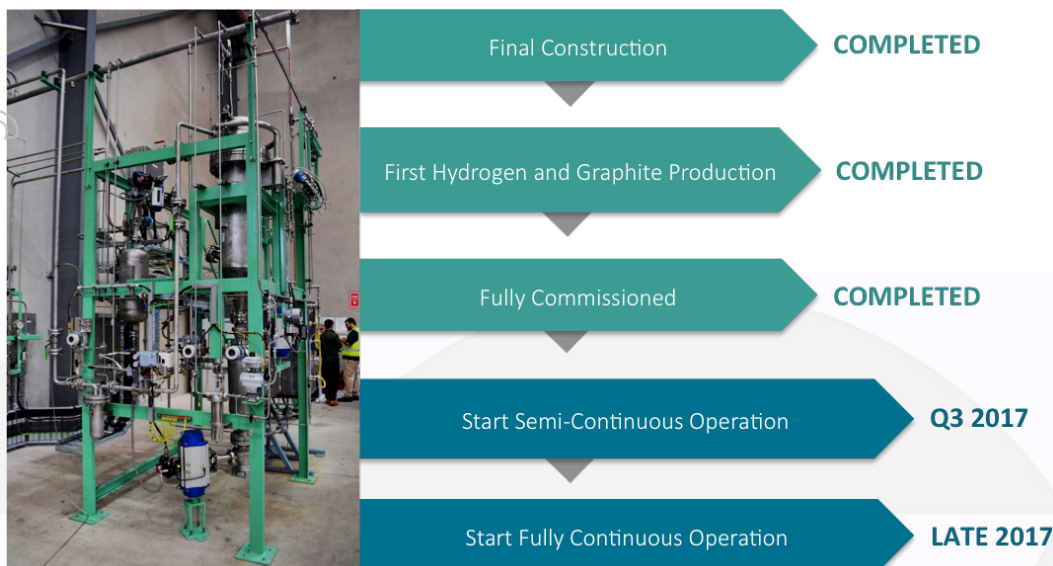 Final Construction
COMPLETED
First Hydrogen and Graphite Production
COMPLETED
Fully Commissioned
COMPLETED
Start Semi-Continuous Operation
Q3 2017
Start Fully Continuous Operation
LATE 2017